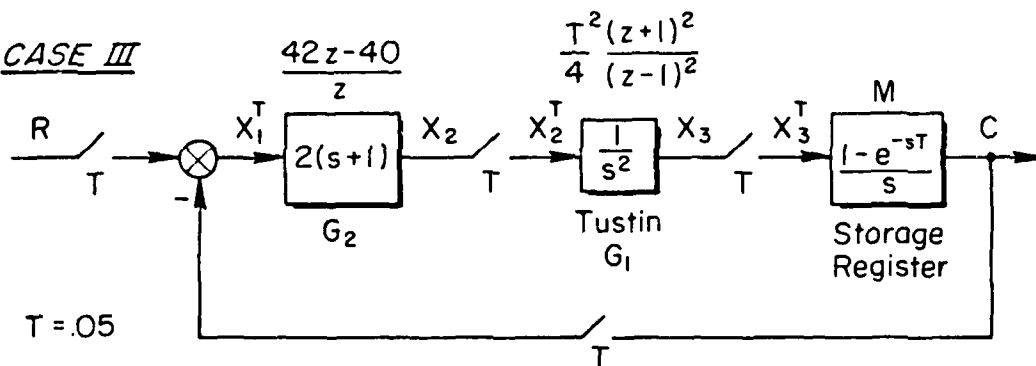 CASE III
42z-40
z
T² (z+1)²
4 (z-1)²
M
R
T
-
X₁ᵀ
2(s+1)
G₂
X₂
T
X₂ᵀ
1
s²
Tustin
G₁
X₃
T
X₃ᵀ
1-e⁻ˢᵀ
s
Storage
Register
C
T = .05
T